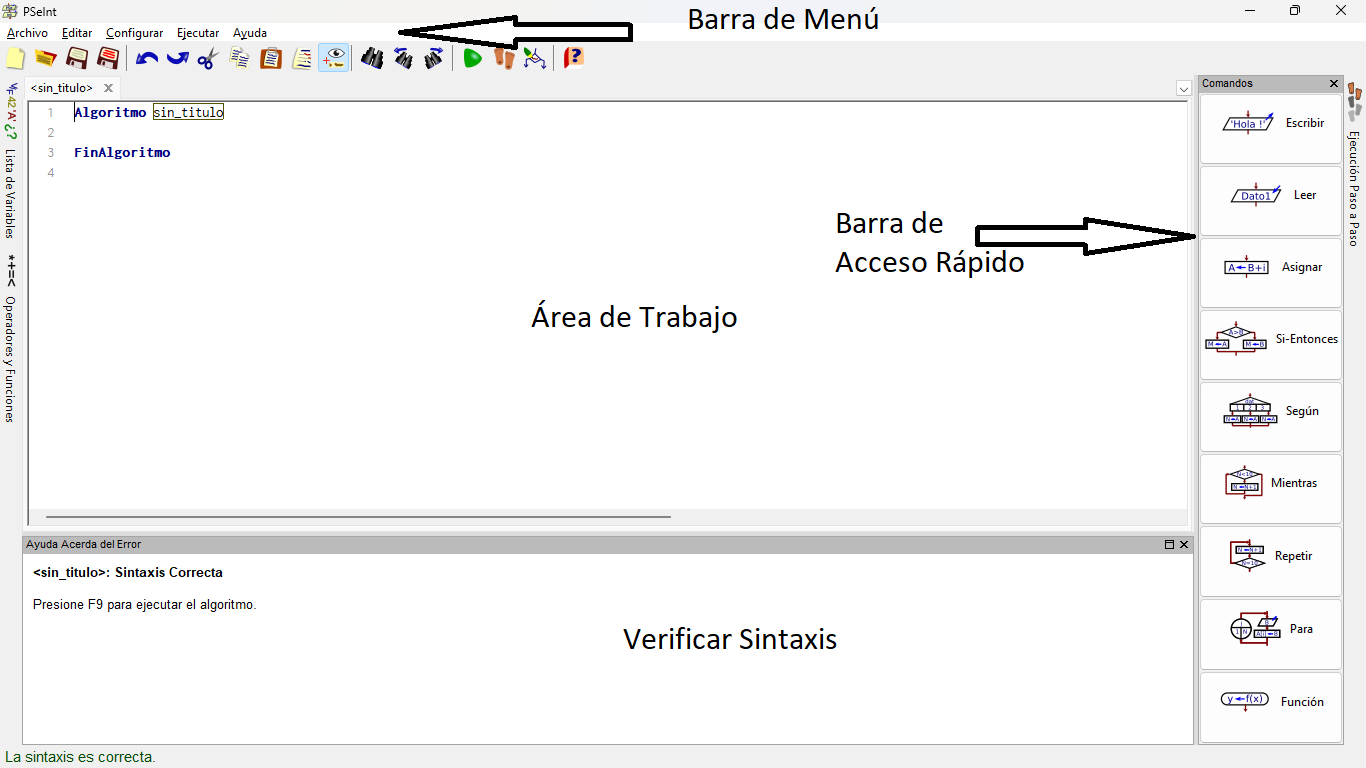 PSeInt
Barra de Menú
Archivo Editar Configurar Ejecutar Ayuda
<sin_titulo>
1 Algoritmo sin_titulo
2
3 FinAlgoritmo
4
Lista de Variables
Operadores y Funciones
Barra de
Acceso Rápido
Área de Trabajo
Comandos
'Hola !' Escribir
Dato1 Leer
A B+i Asignar
A>B M A M B Si-Entonces
1 2 3 Según
Mientras
Repetir
Para
y f(x) Función
Ejecución Paso a Paso
Ayuda Acerda del Error
<sin_titulo>: Sintaxis Correcta
Presione F9 para ejecutar el algoritmo.
Verificar Sintaxis
La sintaxis es correcta.